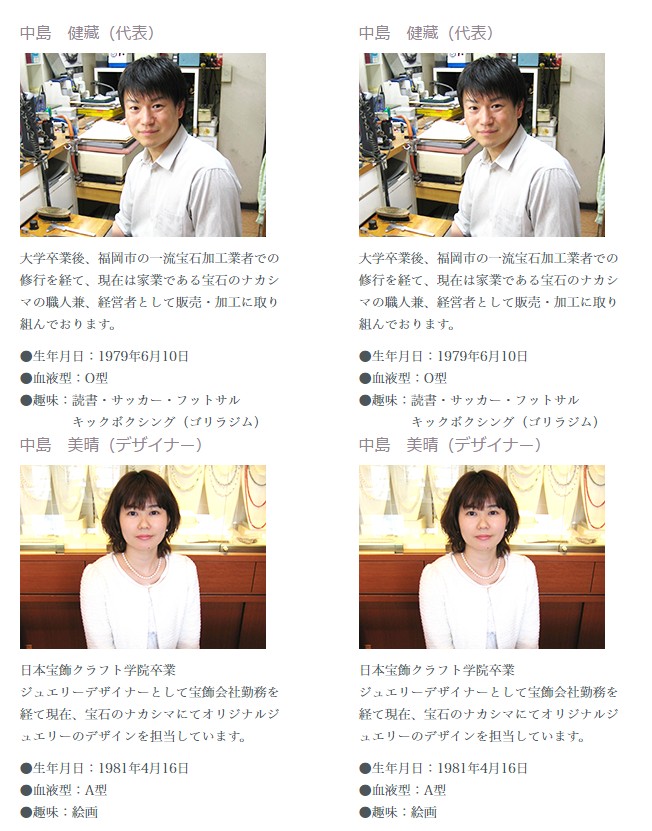 中島　健藏（代表）
大学卒業後、福岡市の一流宝石加工業者での
修行を経て、現在は家業である宝石のナカシ
マの職人兼、経営者として販売・加工に取り
組んでおります。
●生年月日：1979年6月10日
●血液型：O型
●趣味：読書・サッカー・フットサル
キックボクシング（ゴリラジム）
中島　美晴（デザイナー）
日本宝飾クラフト学院卒業
ジュエリーデザイナーとして宝飾会社勤務を
経て現在、宝石のナカシマにてオリジナルジ
ュエリーのデザインを担当しています。
●生年月日：1981年4月16日
●血液型：A型
●趣味：絵画
中島　健藏（代表）
大学卒業後、福岡市の一流宝石加工業者での
修行を経て、現在は家業である宝石のナカシ
マの職人兼、経営者として販売・加工に取り
組んでおります。
●生年月日：1979年6月10日
●血液型：O型
●趣味：読書・サッカー・フットサル
キックボクシング（ゴリラジム）
中島　美晴（デザイナー）
日本宝飾クラフト学院卒業
ジュエリーデザイナーとして宝飾会社勤務を
経て現在、宝石のナカシマにてオリジナルジ
ュエリーのデザインを担当しています。
●生年月日：1981年4月16日
●血液型：A型
●趣味：絵画